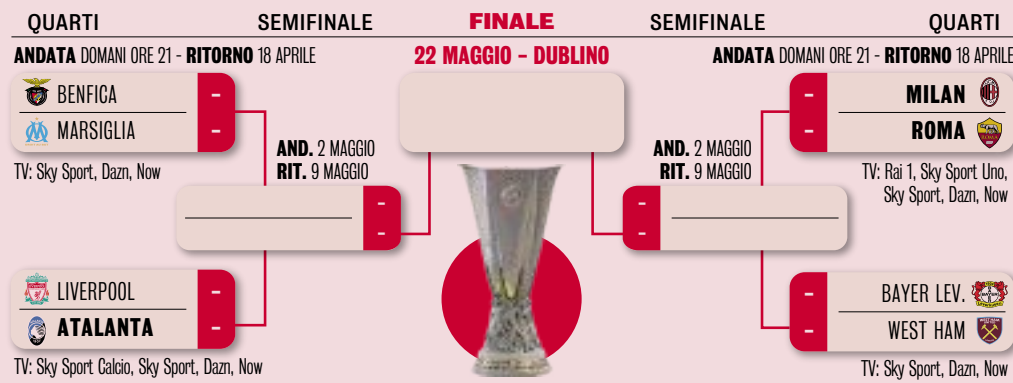 QUARTI
SEMIFINALE
FINALE
SEMIFINALE
QUARTI
ANDATA DOMANI ORE 21 - RITORNO 18 APRILE
22 MAGGIO - DUBLINO
ANDATA DOMANI ORE 21 - RITORNO 18 APRILE
BENFICA -
MARSIGLIA -
TV: Sky Sport, Dazn, Now
AND. 2 MAGGIO
RIT. 9 MAGGIO
-
-
LIVERPOOL -
ATALANTA -
TV: Sky Sport Calcio, Sky Sport, Dazn, Now
- MILAN
- ROMA
TV: Rai 1, Sky Sport Uno,
Sky Sport, Dazn, Now
AND. 2 MAGGIO
RIT. 9 MAGGIO
-
-
- BAYER LEV.
- WEST HAM
TV: Sky Sport, Dazn, Now